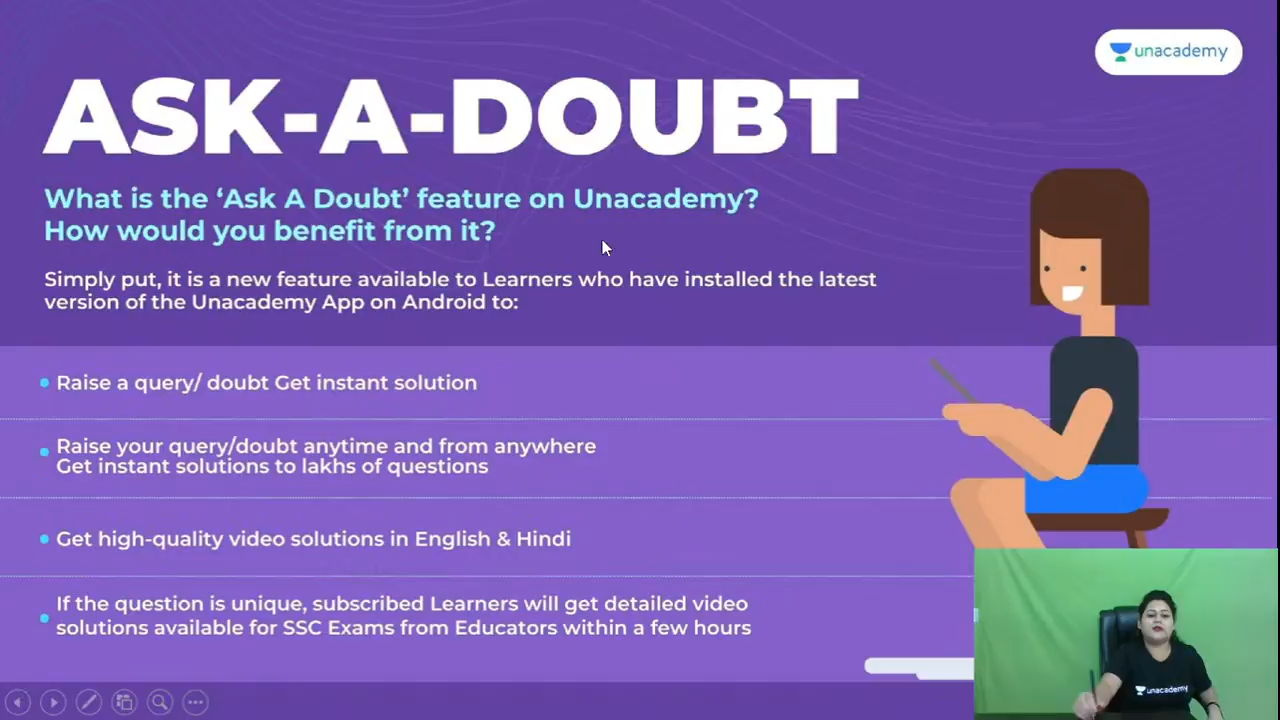 unacademy
ASK-A-DOUBT
What is the ‘Ask A Doubt’ feature on Unacademy?
How would you benefit from it?
Simply put, it is a new feature available to Learners who have installed the latest
version of the Unacademy App on Android to:
Raise a query/ doubt Get instant solution
Raise your query/doubt anytime and from anywhere
Get instant solutions to lakhs of questions
Get high-quality video solutions in English & Hindi
If the question is unique, subscribed Learners will get detailed video
solutions available for SSC Exams from Educators within a few hours
unacademy